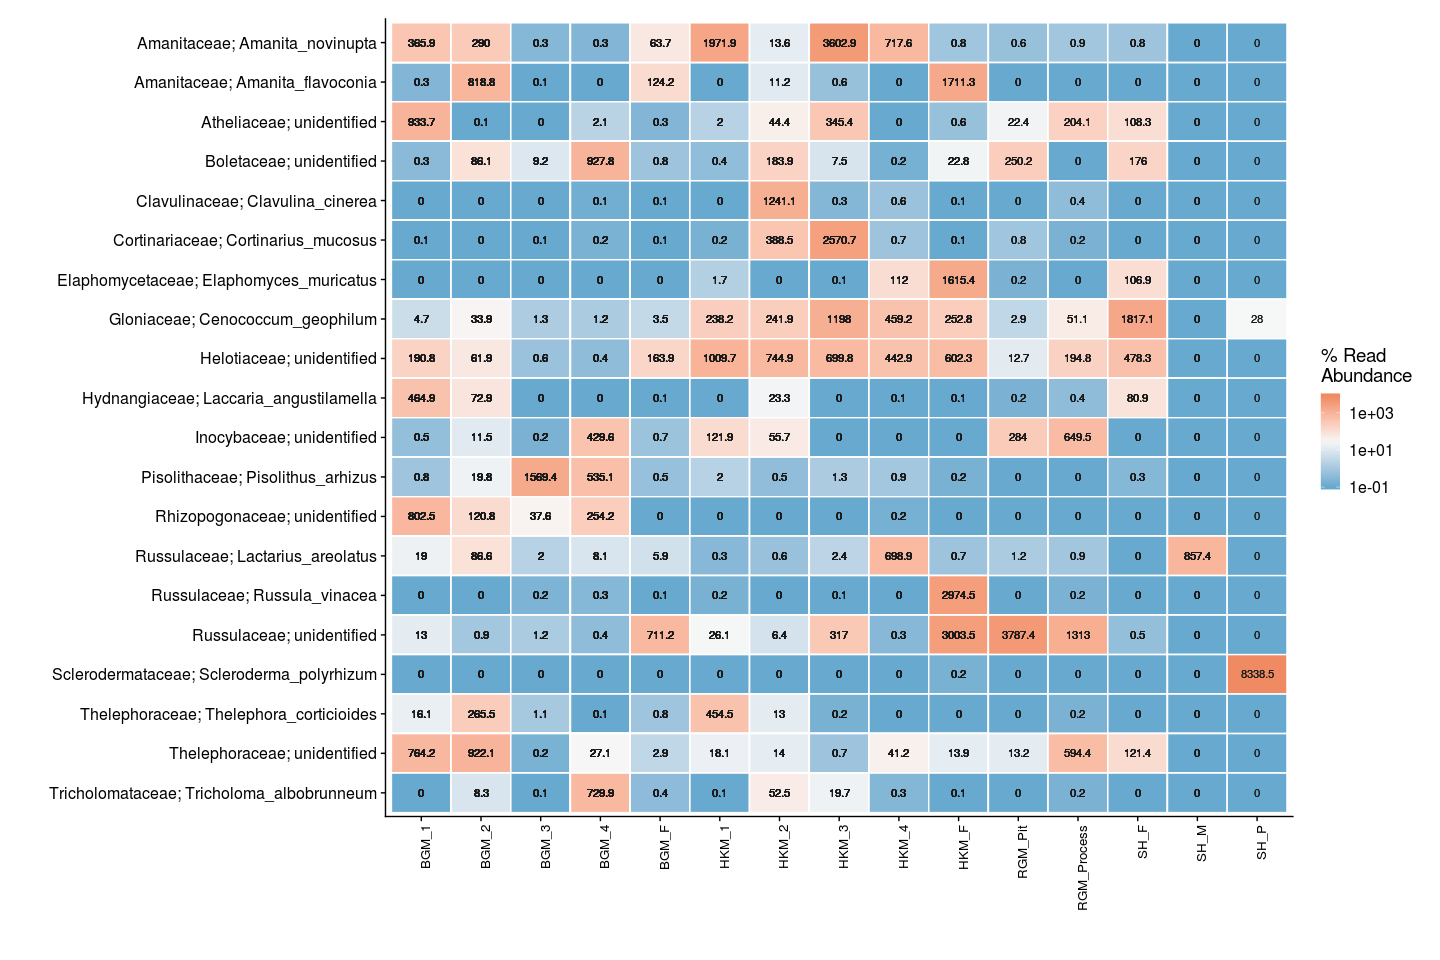 Amanitaceae; Amanita_novinupta 365.9 290 0.3 0.3 63.7 1971.9 13.6 3602.9 717.6 0.8 0.6 0.9 0.8 0 0
Amanitaceae; Amanita_flavoconia 0.3 818.8 0.1 0 124.2 0 11.2 0.6 0 1711.3 0 0 0 0 0
Atheliaceae; unidentified 933.7 0.1 0 2.1 0.3 2 44.4 345.4 0 0.6 22.4 204.1 108.3 0 0
Boletaceae; unidentified 0.3 86.1 9.2 927.8 0.8 0.4 183.9 7.5 0.2 22.8 250.2 0 176 0 0
Clavulinaceae; Clavulina_cinerea 0 0 0 0.1 0.1 0 1241.1 0.3 0.6 0.1 0 0.4 0 0 0
Cortinariaceae; Cortinarius_mucosus 0.1 0 0.1 0.2 0.1 0.2 388.5 2570.7 0.7 0.1 0.8 0.2 0 0 0
Elaphomycetaceae; Elaphomyces_muricatus 0 0 0 0 0 1.7 0 0.1 112 1615.4 0.2 0 106.9 0 0
Gloniaceae; Cenococcum_geophilum 4.7 33.9 1.3 1.2 3.5 238.2 241.9 1198 459.2 252.8 2.9 51.1 1817.1 0 28
Helotiaceae; unidentified 190.8 61.9 0.6 0.4 163.9 1009.7 744.9 699.8 442.9 602.3 12.7 194.8 478.3 0 0
Hydnangiaceae; Laccaria_angustilamella 464.9 72.9 0 0 0.1 0 23.3 0 0.1 0.1 0.2 0.4 80.9 0 0
Inocybaceae; unidentified 0.5 11.5 0.2 429.6 0.7 121.9 55.7 0 0 0 284 649.5 0 0 0
Pisolithaceae; Pisolithus_arhizus 0.8 19.8 1569.4 535.1 0.5 2 0.5 1.3 0.9 0.2 0 0 0.3 0 0
Rhizopogonaceae; unidentified 802.5 120.8 37.6 254.2 0 0 0 0 0.2 0 0 0 0 0 0
Russulaceae; Lactarius_areolatus 19 86.6 2 8.1 5.9 0.3 0.6 2.4 698.9 0.7 1.2 0.9 0 857.4 0
Russulaceae; Russula_vinacea 0 0 0.2 0.3 0.1 0.2 0 0.1 0 2974.5 0 0.2 0 0 0
Russulaceae; unidentified 13 0.9 1.2 0.4 711.2 26.1 6.4 317 0.3 3003.5 3787.4 1313 0.5 0 0
Sclerodermataceae; Scleroderma_polyrhizum 0 0 0 0 0 0 0 0 0 0.2 0 0 0 0 8338.5
Thelephoraceae; Thelephora_corticioides 16.1 265.5 1.1 0.1 0.8 454.5 13 0.2 0 0 0 0.2 0 0 0
Thelephoraceae; unidentified 764.2 922.1 0.2 27.1 2.9 18.1 14 0.7 41.2 13.9 13.2 594.4 121.4 0 0
Tricholomataceae; Tricholoma_albobrunneum 0 8.3 0.1 729.9 0.4 0.1 52.5 19.7 0.3 0.1 0 0.2 0 0 0
BGM_1 BGM_2 BGM_3 BGM_4 BGM_F HKM_1 HKM_2 HKM_3 HKM_4 HKM_F RGM_Pit RGM_Process SH_F SH_M SH_P
% Read
Abundance
1e+03
1e+01
1e-01